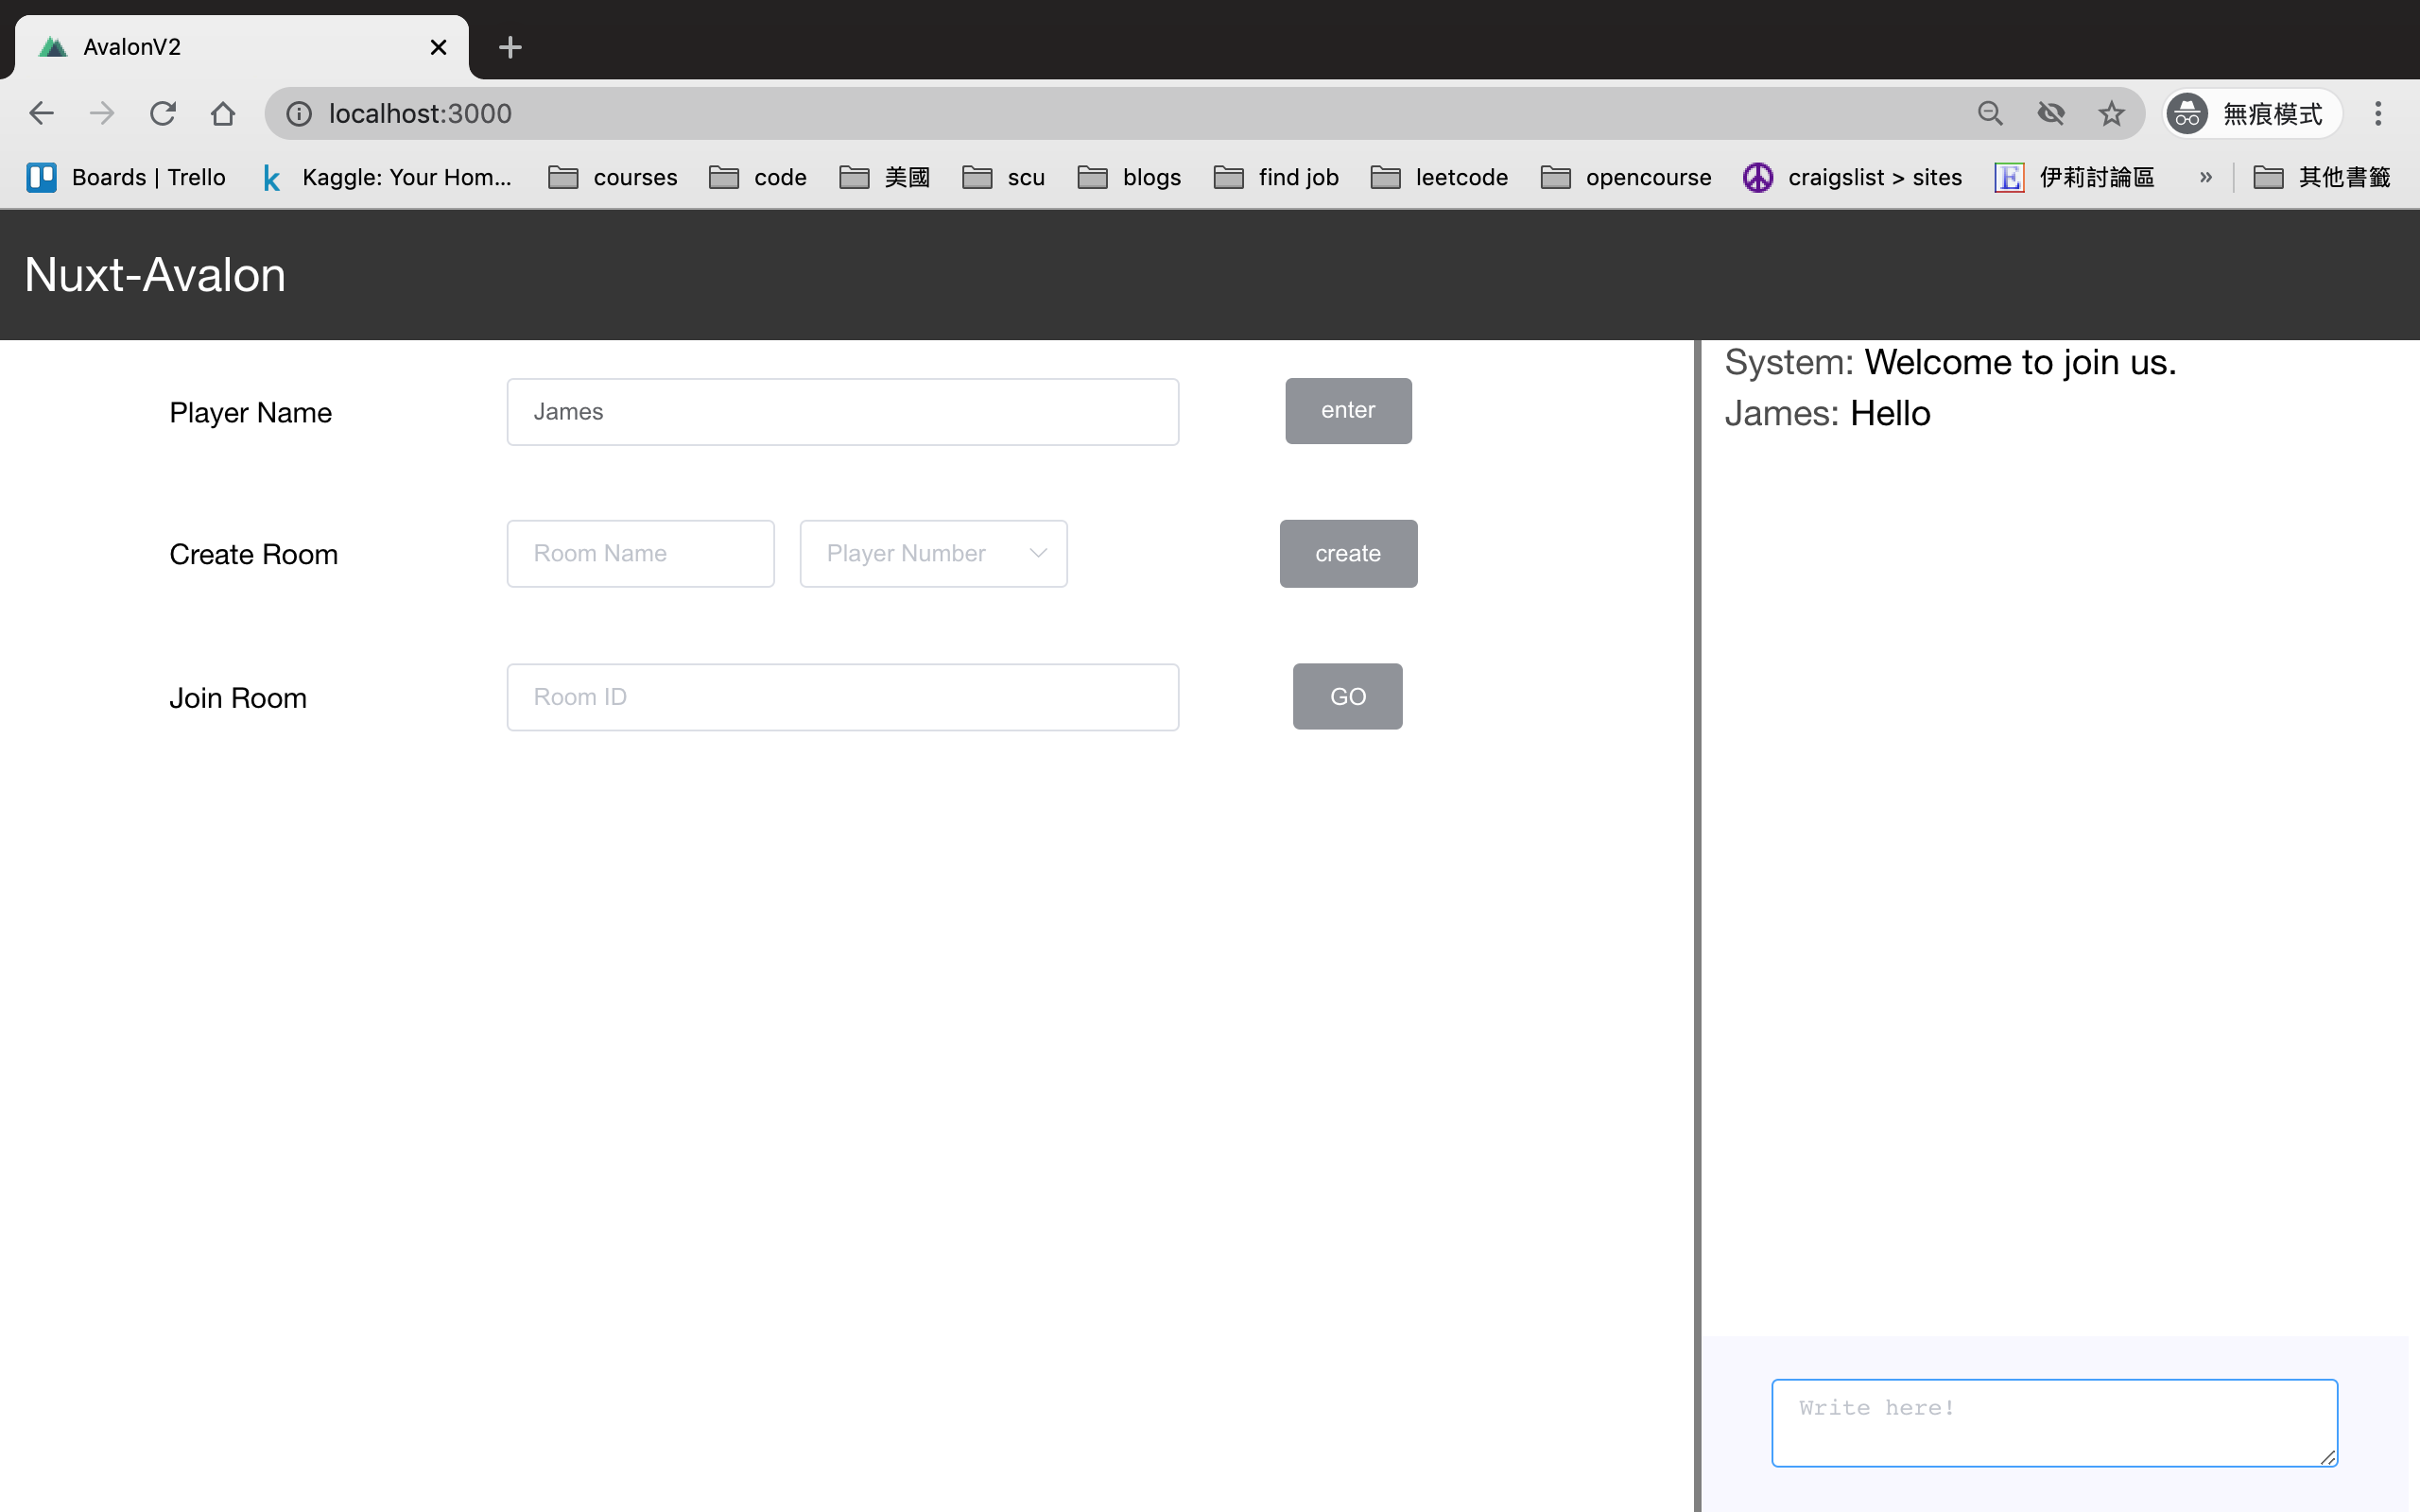 AvalonV2
localhost:3000
無痕模式
Boards | Trello
Kaggle: Your Hom...
courses
code
美國
scu
blogs
find job
leetcode
opencourse
craigslist > sites
伊莉討論區
»
其他書籤
Nuxt-Avalon
Player Name
James
enter
Create Room
Room Name
Player Number
create
Join Room
Room ID
GO
System: Welcome to join us.
James: Hello
Write here!